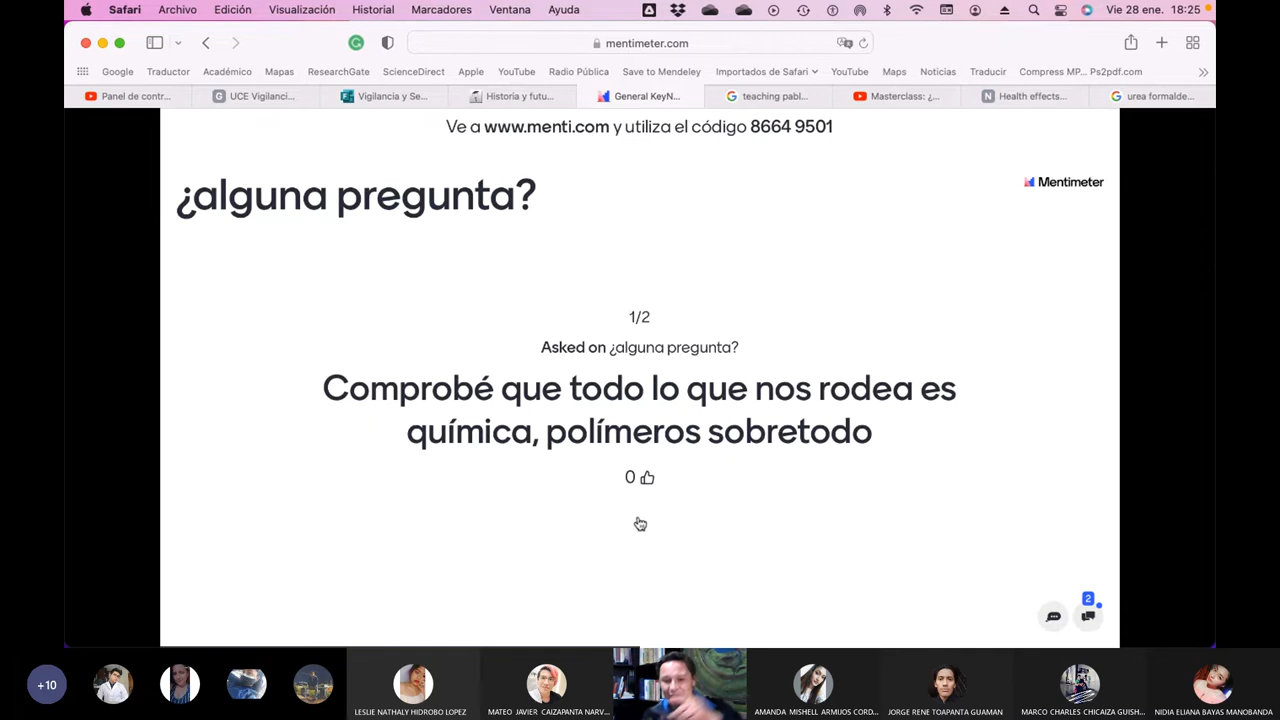 Safari Archivo Edición Visualización Historial Marcadores Ventana Ayuda Vie 28 ene. 18:25
mentimeter.com
Google Traductor Académico Mapas ResearchGate ScienceDirect Apple YouTube Radio Pública Save to Mendeley Importados de Safari YouTube Maps Noticias Traducir Compress MP... Ps2pdf.com
Panel de contr... UCE Vigilanci... Vigilancia y Se... Historia y futu... General KeyN... teaching pabl... Masterclass: ¿... Health effects... urea formalde...
Ve a www.menti.com y utiliza el código 8664 9501
¿alguna pregunta?
Mentimeter
1/2
Asked on ¿alguna pregunta?
Comprobé que todo lo que nos rodea es
química, polímeros sobretodo
0
2
+10
LESLIE NATHALY HIDROBO LOPEZ
MATEO JAVIER CAIZAPANTA NARV...
AMANDA MISHELL ARMIJOS CORD...
JORGE RENE TOAPANTA GUAMAN
MARCO CHARLES CHICAIZA GUISH...
NIDIA ELIANA BAYAS MANOBANDA